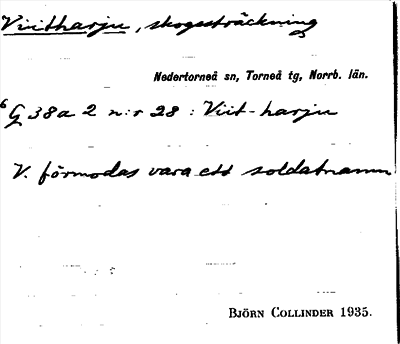 Viitharju, skogssträckning
Nedertorneå sn, Torneå tg, Norrb. län.
6 G 38a 2 n:r 28 : Viit-harju
V. förmodas vara ett soldatnamn
BJÖRN COLLINDER 1935.